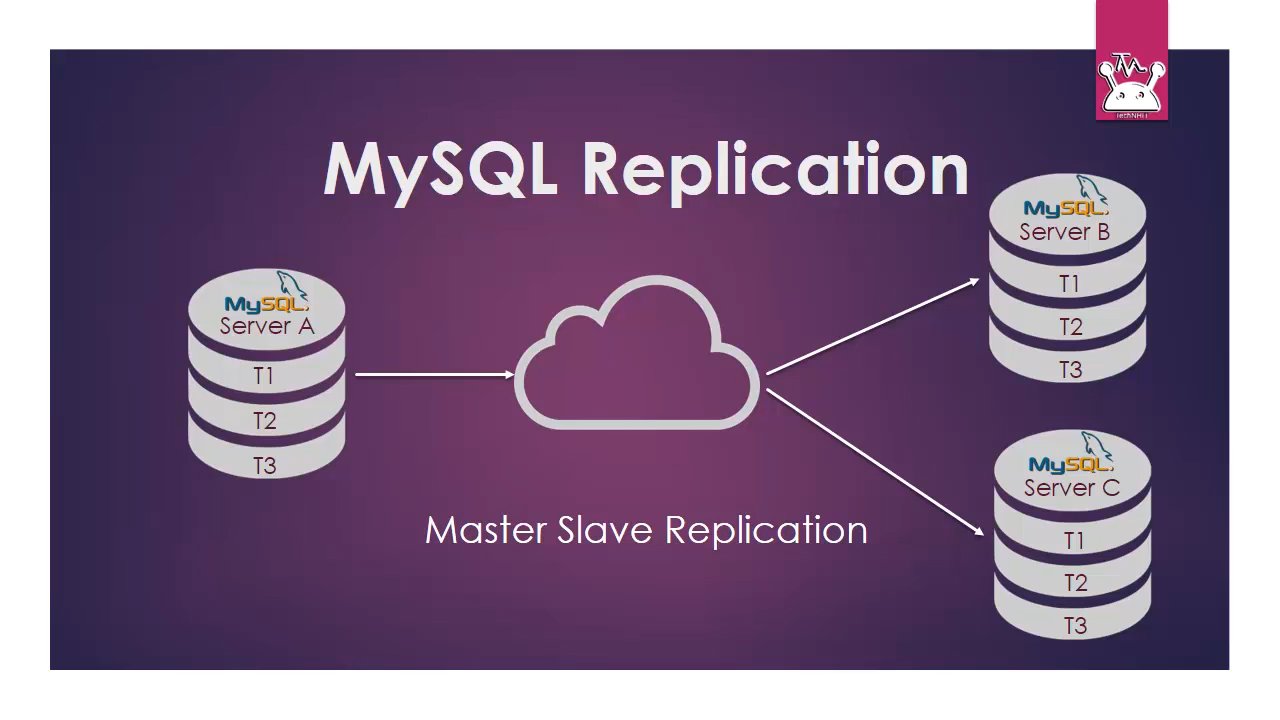 TechNHit
MySQL Replication
MySQL
Server A
T1
T2
T3
MySQL
Server B
T1
T2
T3
Master Slave Replication
MySQL
Server C
T1
T2
T3